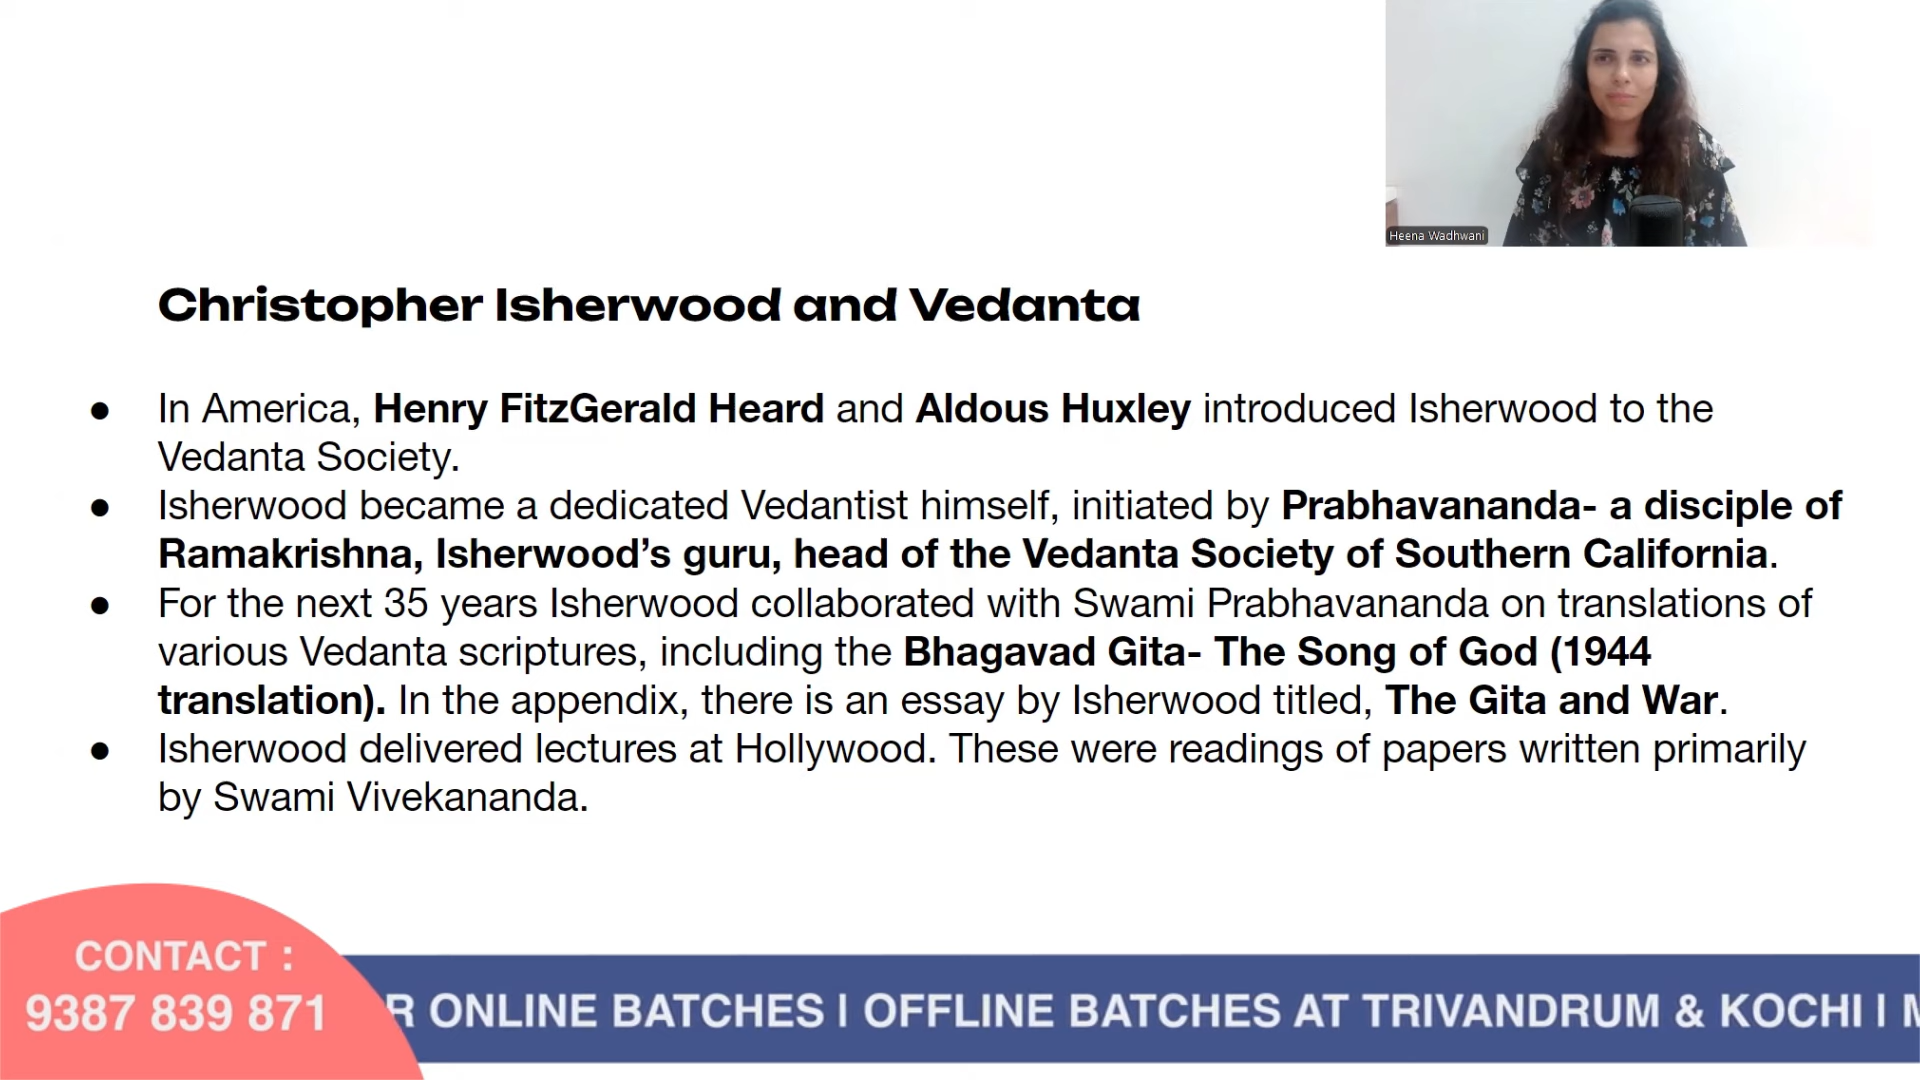 Heena Wadhwani
Christopher Isherwood and Vedanta
● In America, Henry FitzGerald Heard and Aldous Huxley introduced Isherwood to the
Vedanta Society.
● Isherwood became a dedicated Vedantist himself, initiated by Prabhavananda- a disciple of
Ramakrishna, Isherwood’s guru, head of the Vedanta Society of Southern California.
● For the next 35 years Isherwood collaborated with Swami Prabhavananda on translations of
various Vedanta scriptures, including the Bhagavad Gita- The Song of God (1944
translation). In the appendix, there is an essay by Isherwood titled, The Gita and War.
● Isherwood delivered lectures at Hollywood. These were readings of papers written primarily
by Swami Vivekananda.
CONTACT :
9387 839 871
R ONLINE BATCHES I OFFLINE BATCHES AT TRIVANDRUM & KOCHI I M